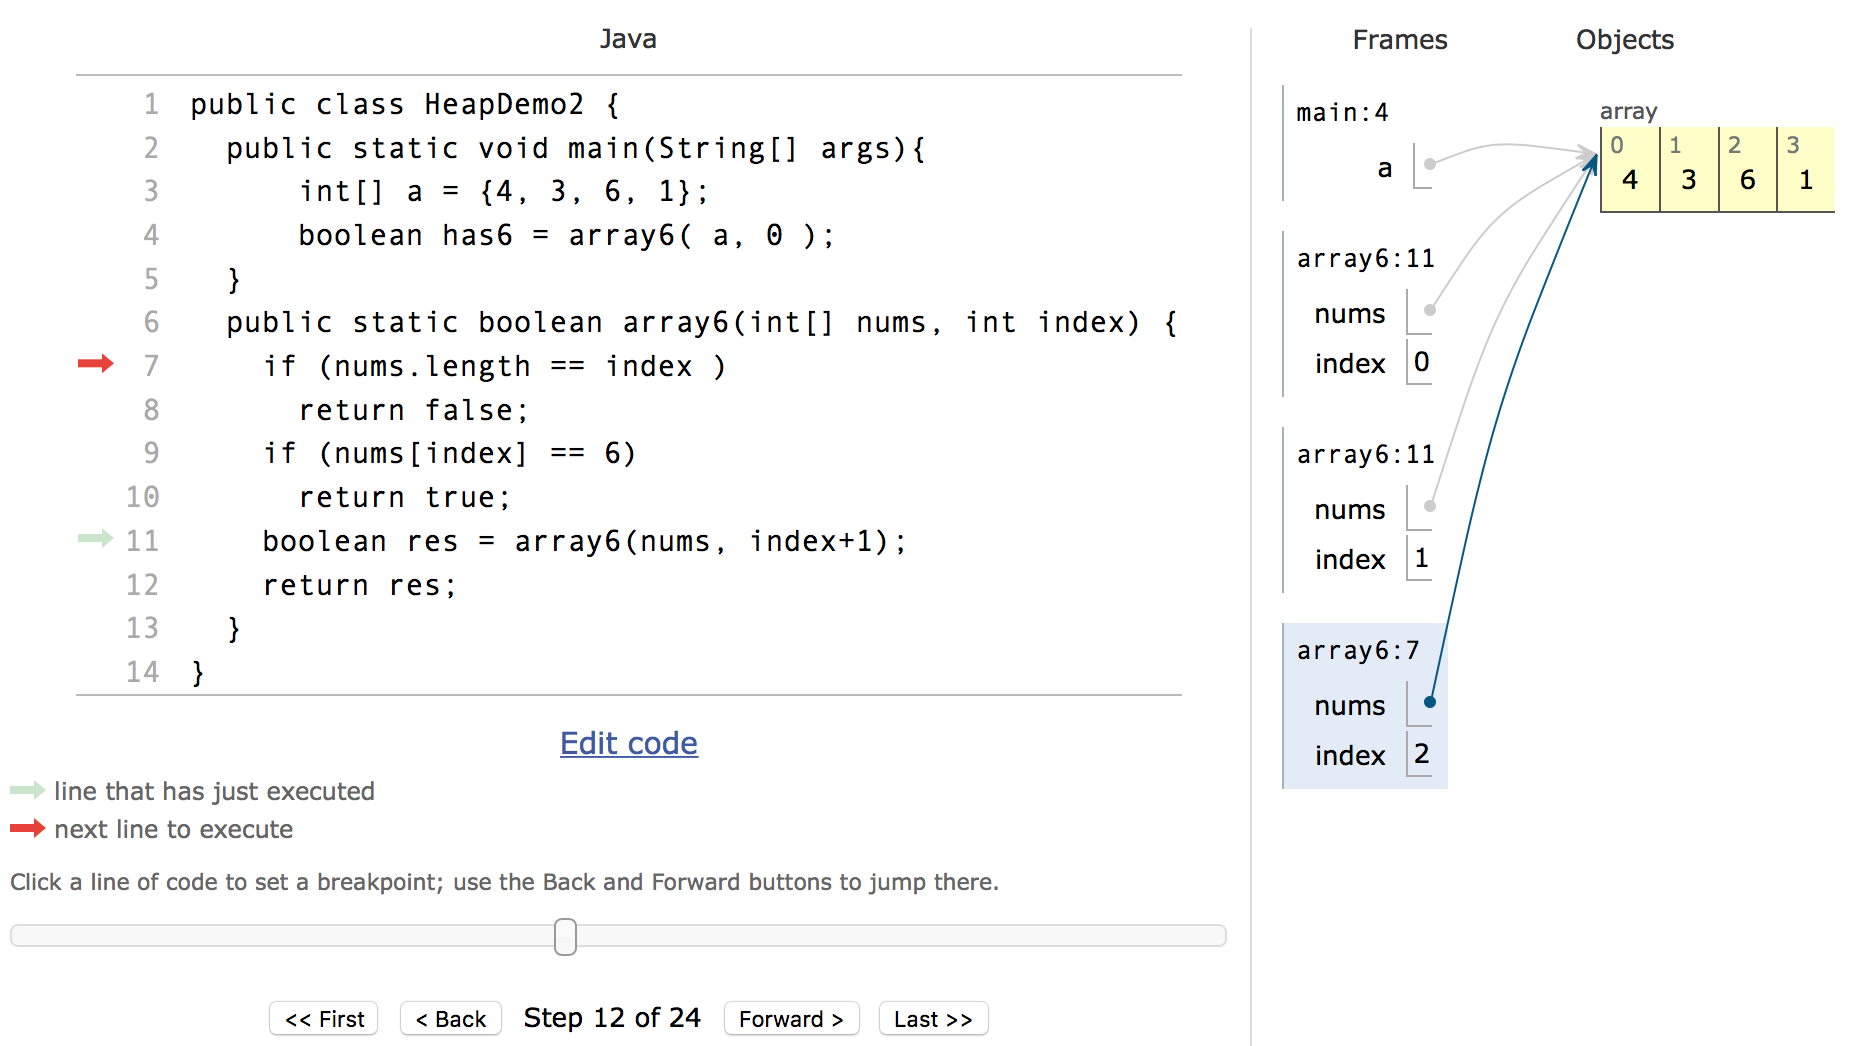 Java
1 public class HeapDemo2 {
2 public static void main(String[] args){
3 int[] a = {4, 3, 6, 1};
4 boolean has6 = array6( a, 0 );
5 }
6 public static boolean array6(int[] nums, int index) {
7 if (nums.length == index )
8 return false;
9 if (nums[index] == 6)
10 return true;
11 boolean res = array6(nums, index+1);
12 return res;
13 }
14 }
Edit code
line that has just executed
next line to execute
Click a line of code to set a breakpoint; use the Back and Forward buttons to jump there.
<< First < Back Step 12 of 24 Forward > Last >>
Frames Objects
main:4
a
array
0 1 2 3
4 3 6 1
array6:11
nums
index 0
array6:11
nums
index 1
array6:7
nums
index 2